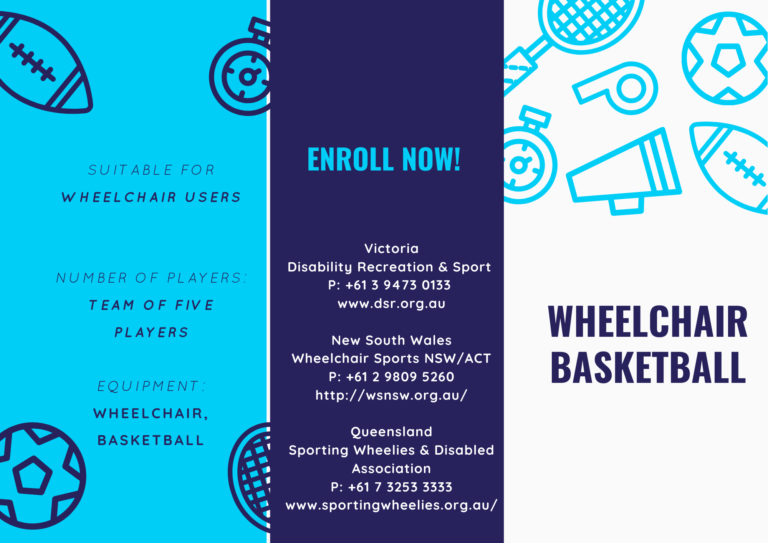 SUITABLE FOR
WHEELCHAIR USERS
NUMBER OF PLAYERS:
TEAM OF FIVE
PLAYERS
EQUIPMENT:
WHEELCHAIR,
BASKETBALL
ENROLL NOW!
Victoria
Disability Recreation & Sport
P: +61 3 9473 0133
www.dsr.org.au
New South Wales
Wheelchair Sports NSW/ACT
P: +61 2 9809 5260
http://wsnsw.org.au/
Queensland
Sporting Wheelies & Disabled
Association
P: +61 7 3253 3333
www.sportingwheelies.org.au/
WHEELCHAIR
BASKETBALL